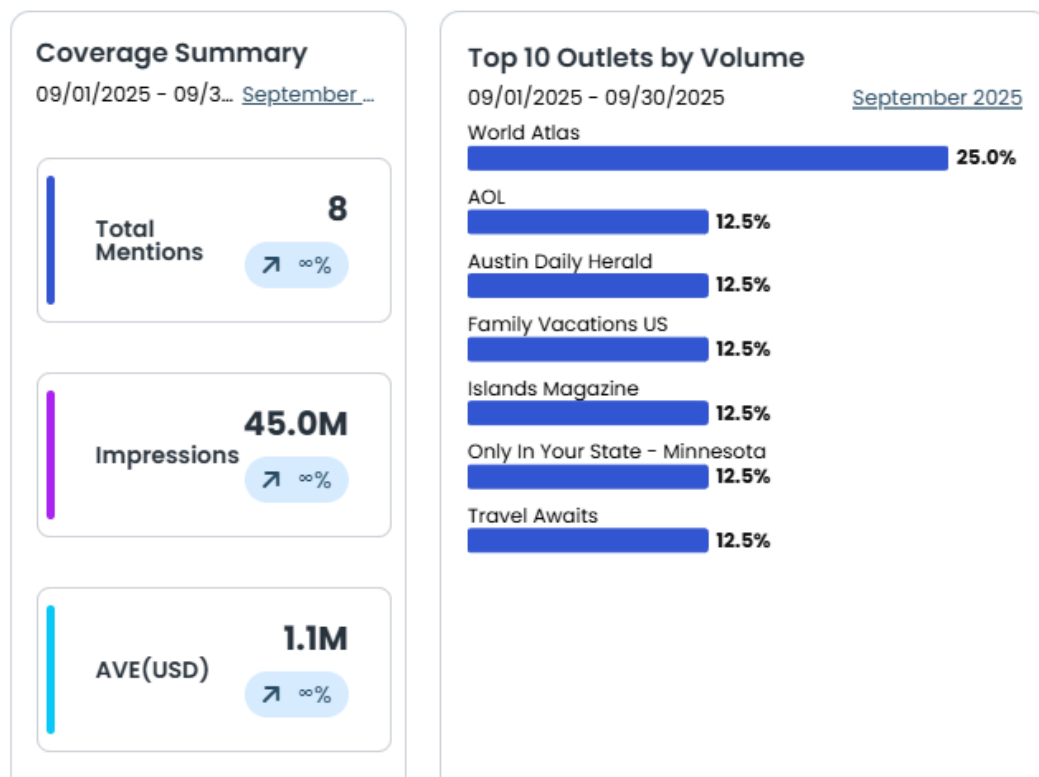 Coverage Summary
09/01/2025 - 09/3... September ...
Total
Mentions
8
∞%
Impressions
45.0M
∞%
AVE(USD)
1.1M
∞%
Top 10 Outlets by Volume
09/01/2025 - 09/30/2025 September 2025
World Atlas
25.0%
AOL
12.5%
Austin Daily Herald
12.5%
Family Vacations US
12.5%
Islands Magazine
12.5%
Only In Your State - Minnesota
12.5%
Travel Awaits
12.5%